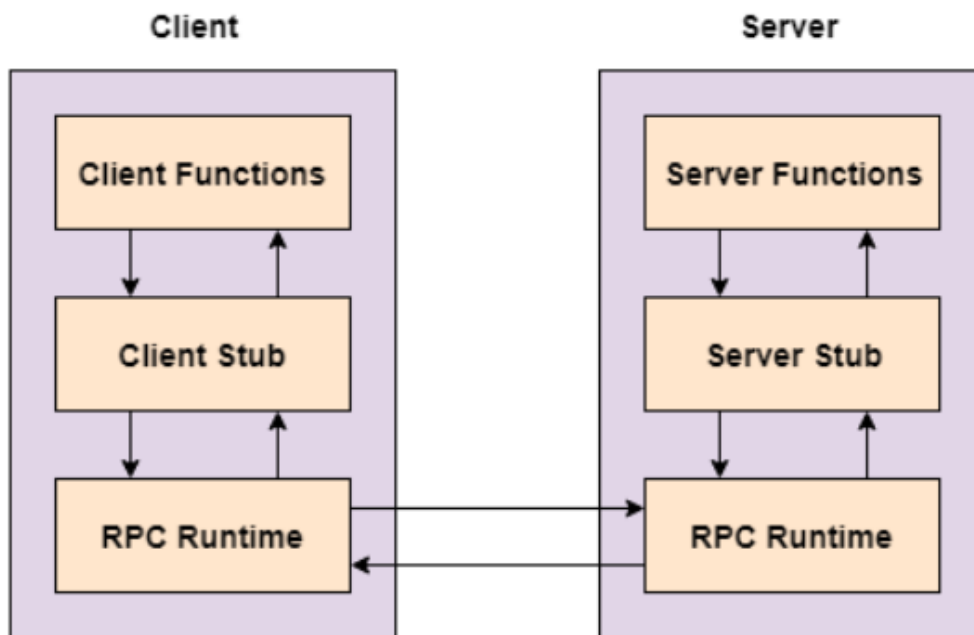 Client
Server
Client Functions
Server Functions
Client Stub
Server Stub
RPC Runtime
RPC Runtime